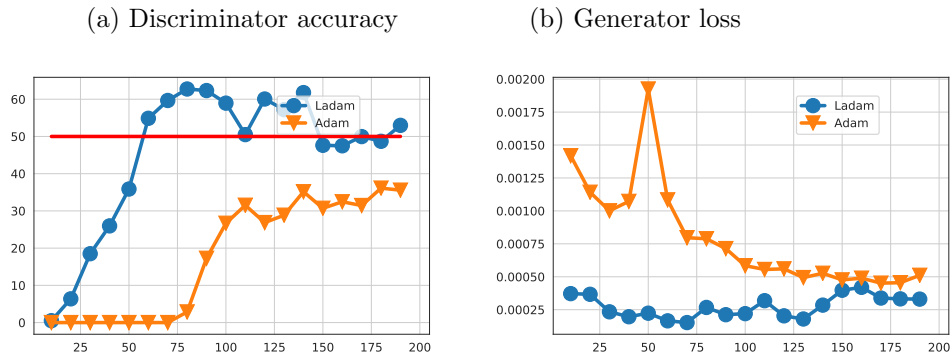 (a) Discriminator accuracy
(b) Generator loss
60
50
40
30
20
10
0
Ladam
Adam
25 50 75 100 125 150 175 200
0.00200
0.00175
0.00150
0.00125
0.00100
0.00075
0.00050
0.00025
Ladam
Adam
25 50 75 100 125 150 175 200